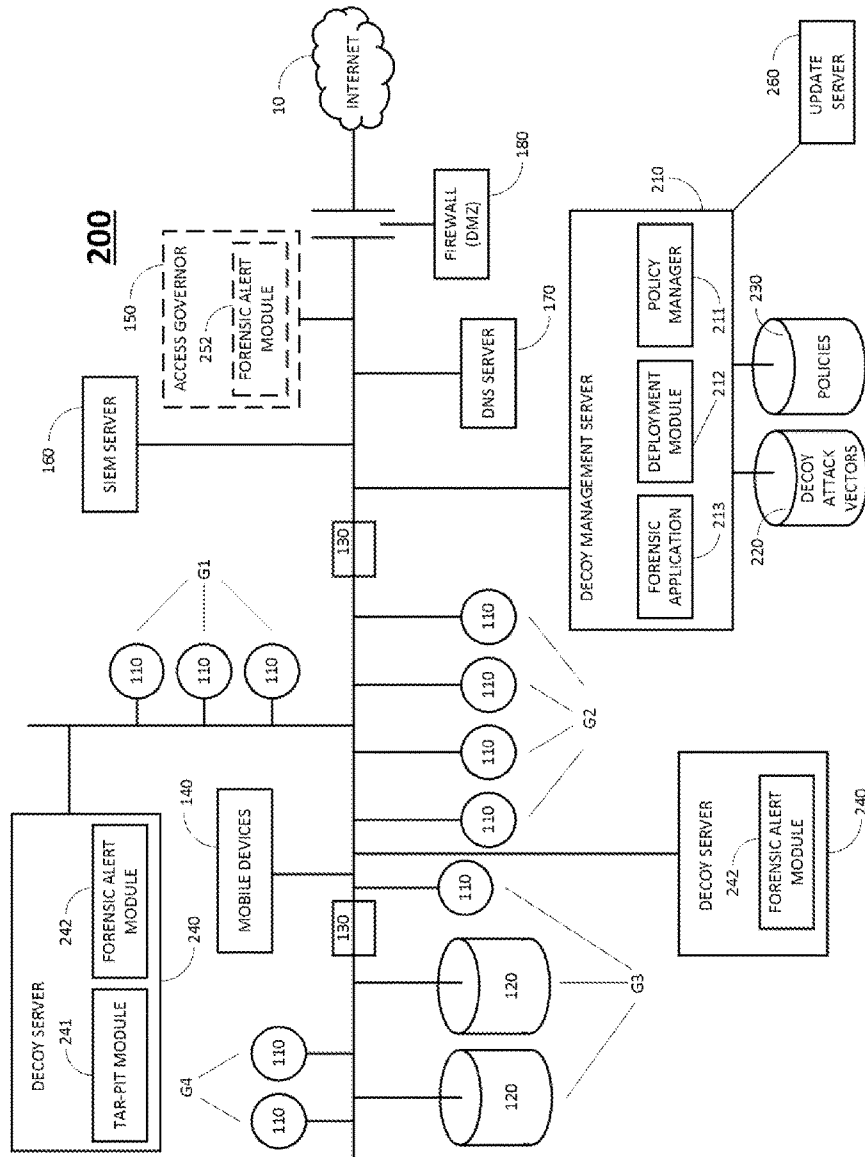 200
DECOY SERVER
TAR-PIT MODULE
241
FORENSIC ALERT
MODULE
242
240
G4
110
110
MOBILE DEVICES
140
110
110
110
G1
SIEM SERVER
160
ACCESS GOVERNOR
150
FORENSIC ALERT
MODULE
252
INTERNET
10
130
130
120
120
110
G3
110
110
110
110
G2
DNS SERVER
170
FIREWALL
(DMZ)
180
DECOY SERVER
FORENSIC ALERT
MODULE
242
240
DECOY MANAGEMENT SERVER
210
FORENSIC
APPLICATION
213
DEPLOYMENT
MODULE
212
POLICY
MANAGER
211
DECOY
ATTACK
VECTORS
220
POLICIES
230
UPDATE
SERVER
260